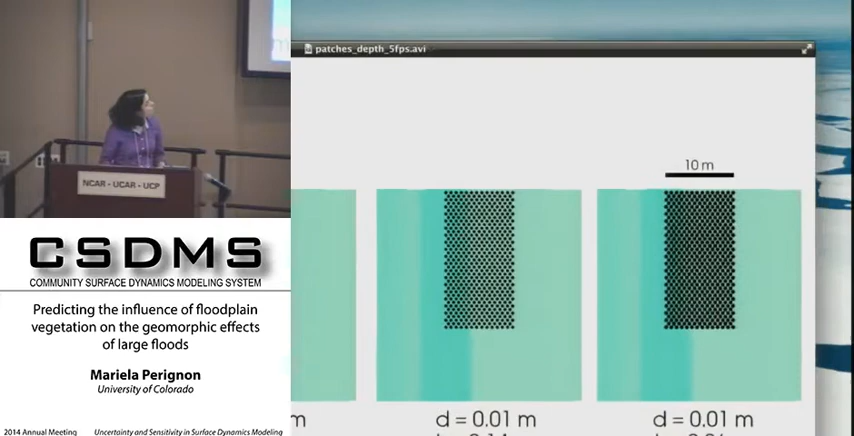 patches_depth_5fps.avi
NCAR - UCAR - UCP
10 m
CSDMS
COMMUNITY SURFACE DYNAMICS MODELING SYSTEM
Predicting the influence of floodplain
vegetation on the geomorphic effects
of large floods
Mariela Perignon
University of Colorado
2014 Annual Meeting
Uncertainty and Sensitivity in Surface Dynamics Modeling
m
d = 0.01 m
d = 0.01 m